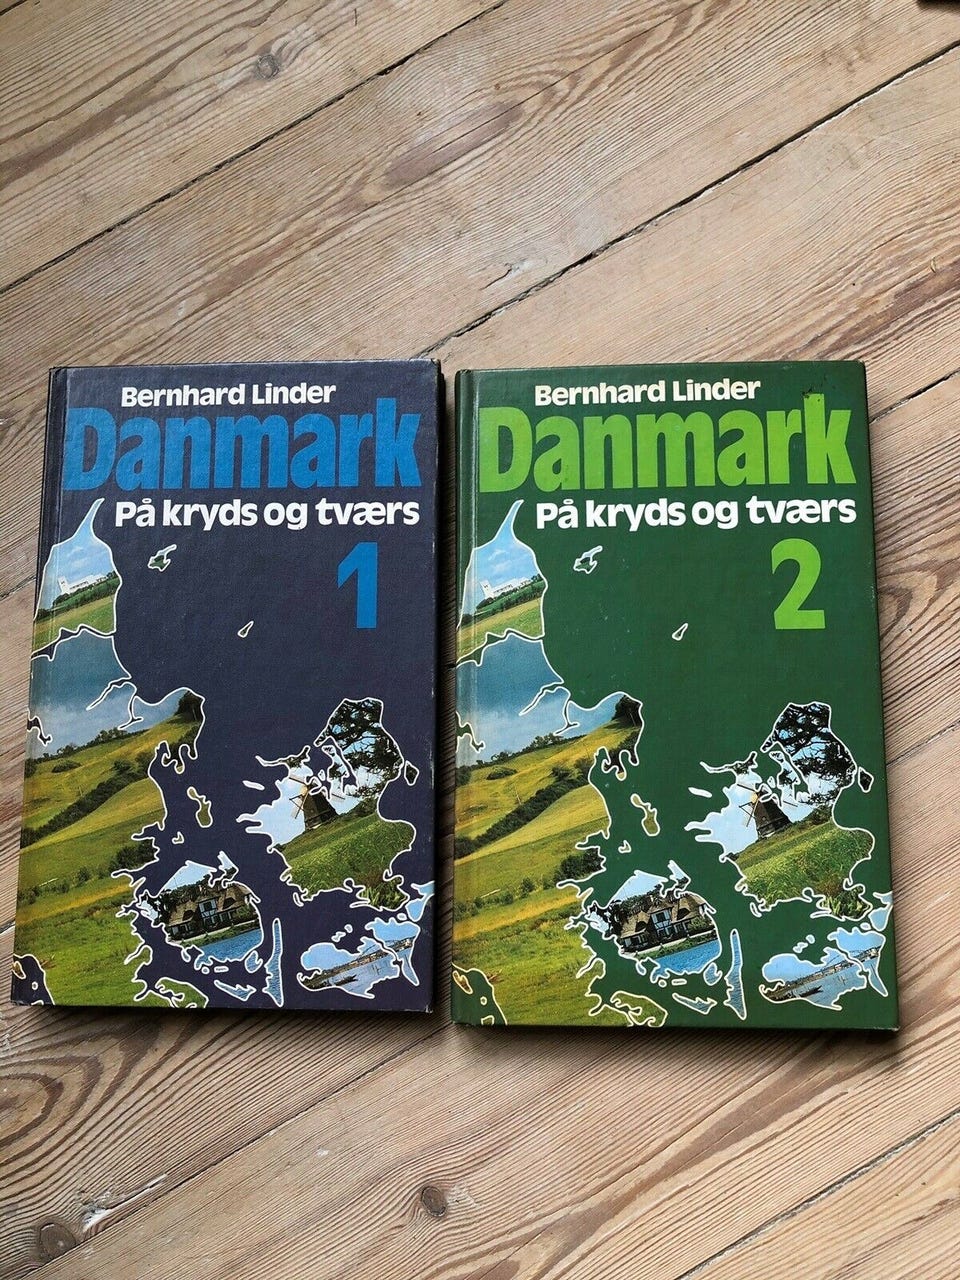 Bernhard Linder
Danmark
På kryds og tværs
1
Bernhard Linder
Danmark
På kryds og tværs
2